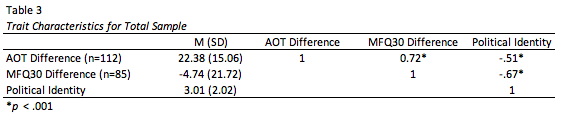 Table 3
Trait Characteristics for Total Sample
M (SD) AOT Difference MFQ30 Difference Political Identity
AOT Difference (n=112) 22.38 (15.06) 1 0.72* -.51*
MFQ30 Difference (n=85) -4.74 (21.72) 1 -.67*
Political Identity 3.01 (2.02) 1
*p < .001